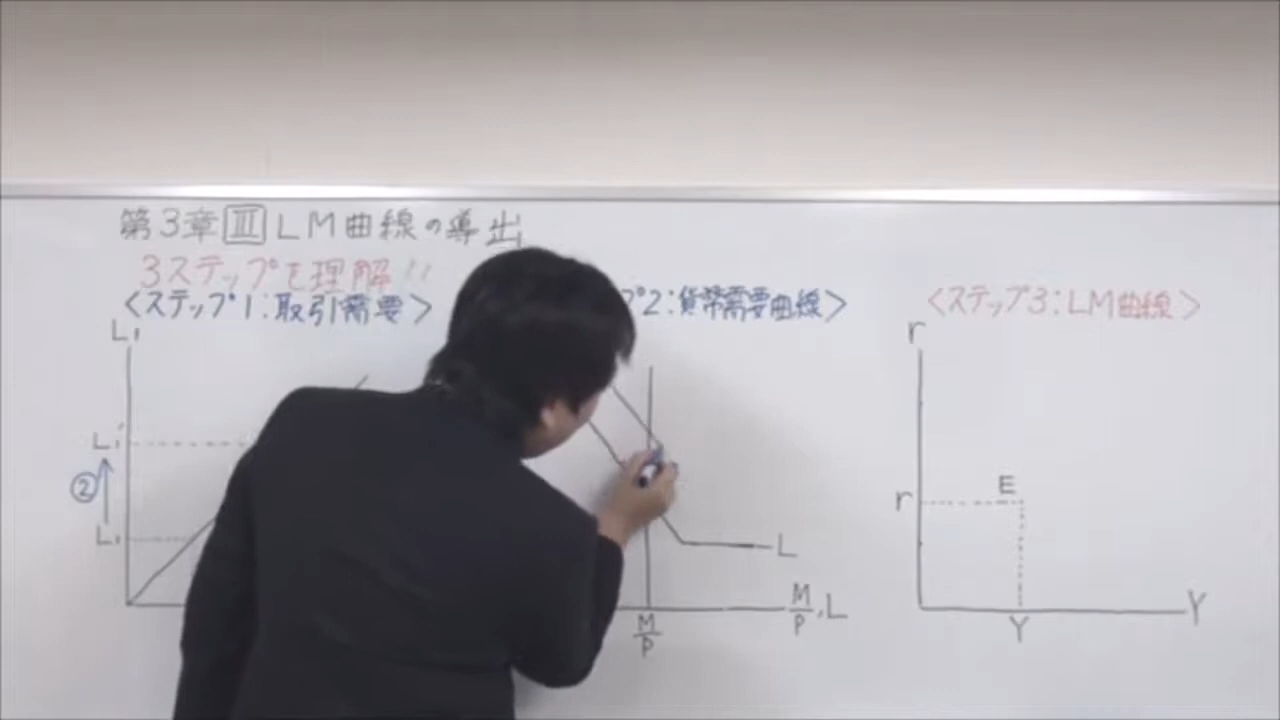 第3章 Ⅲ LM曲線の導出
3ステップを理解!!
<ステップ1:取引需要>
プ2:貨幣需要曲線>
<ステップ3:LM曲線>
L₁
L₁'
②
L₁
L
M/P
M/P, L
r
r
E
Y
Y